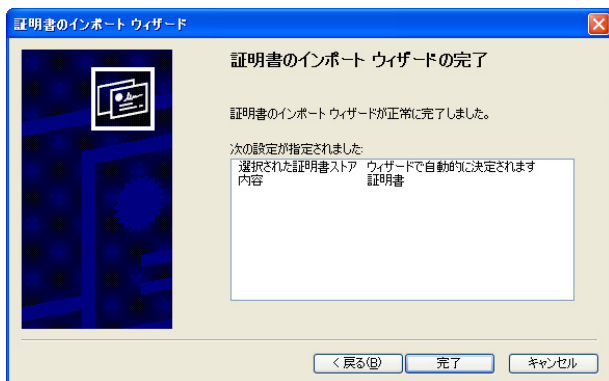 証明書のインポート ウィザード
証明書のインポート ウィザードの完了
証明書のインポート ウィザードが正常に完了しました。
次の設定が指定されました:
選択された証明書ストア ウィザードで自動的に決定されます
内容 証明書
< 戻る(B) 完了 キャンセル